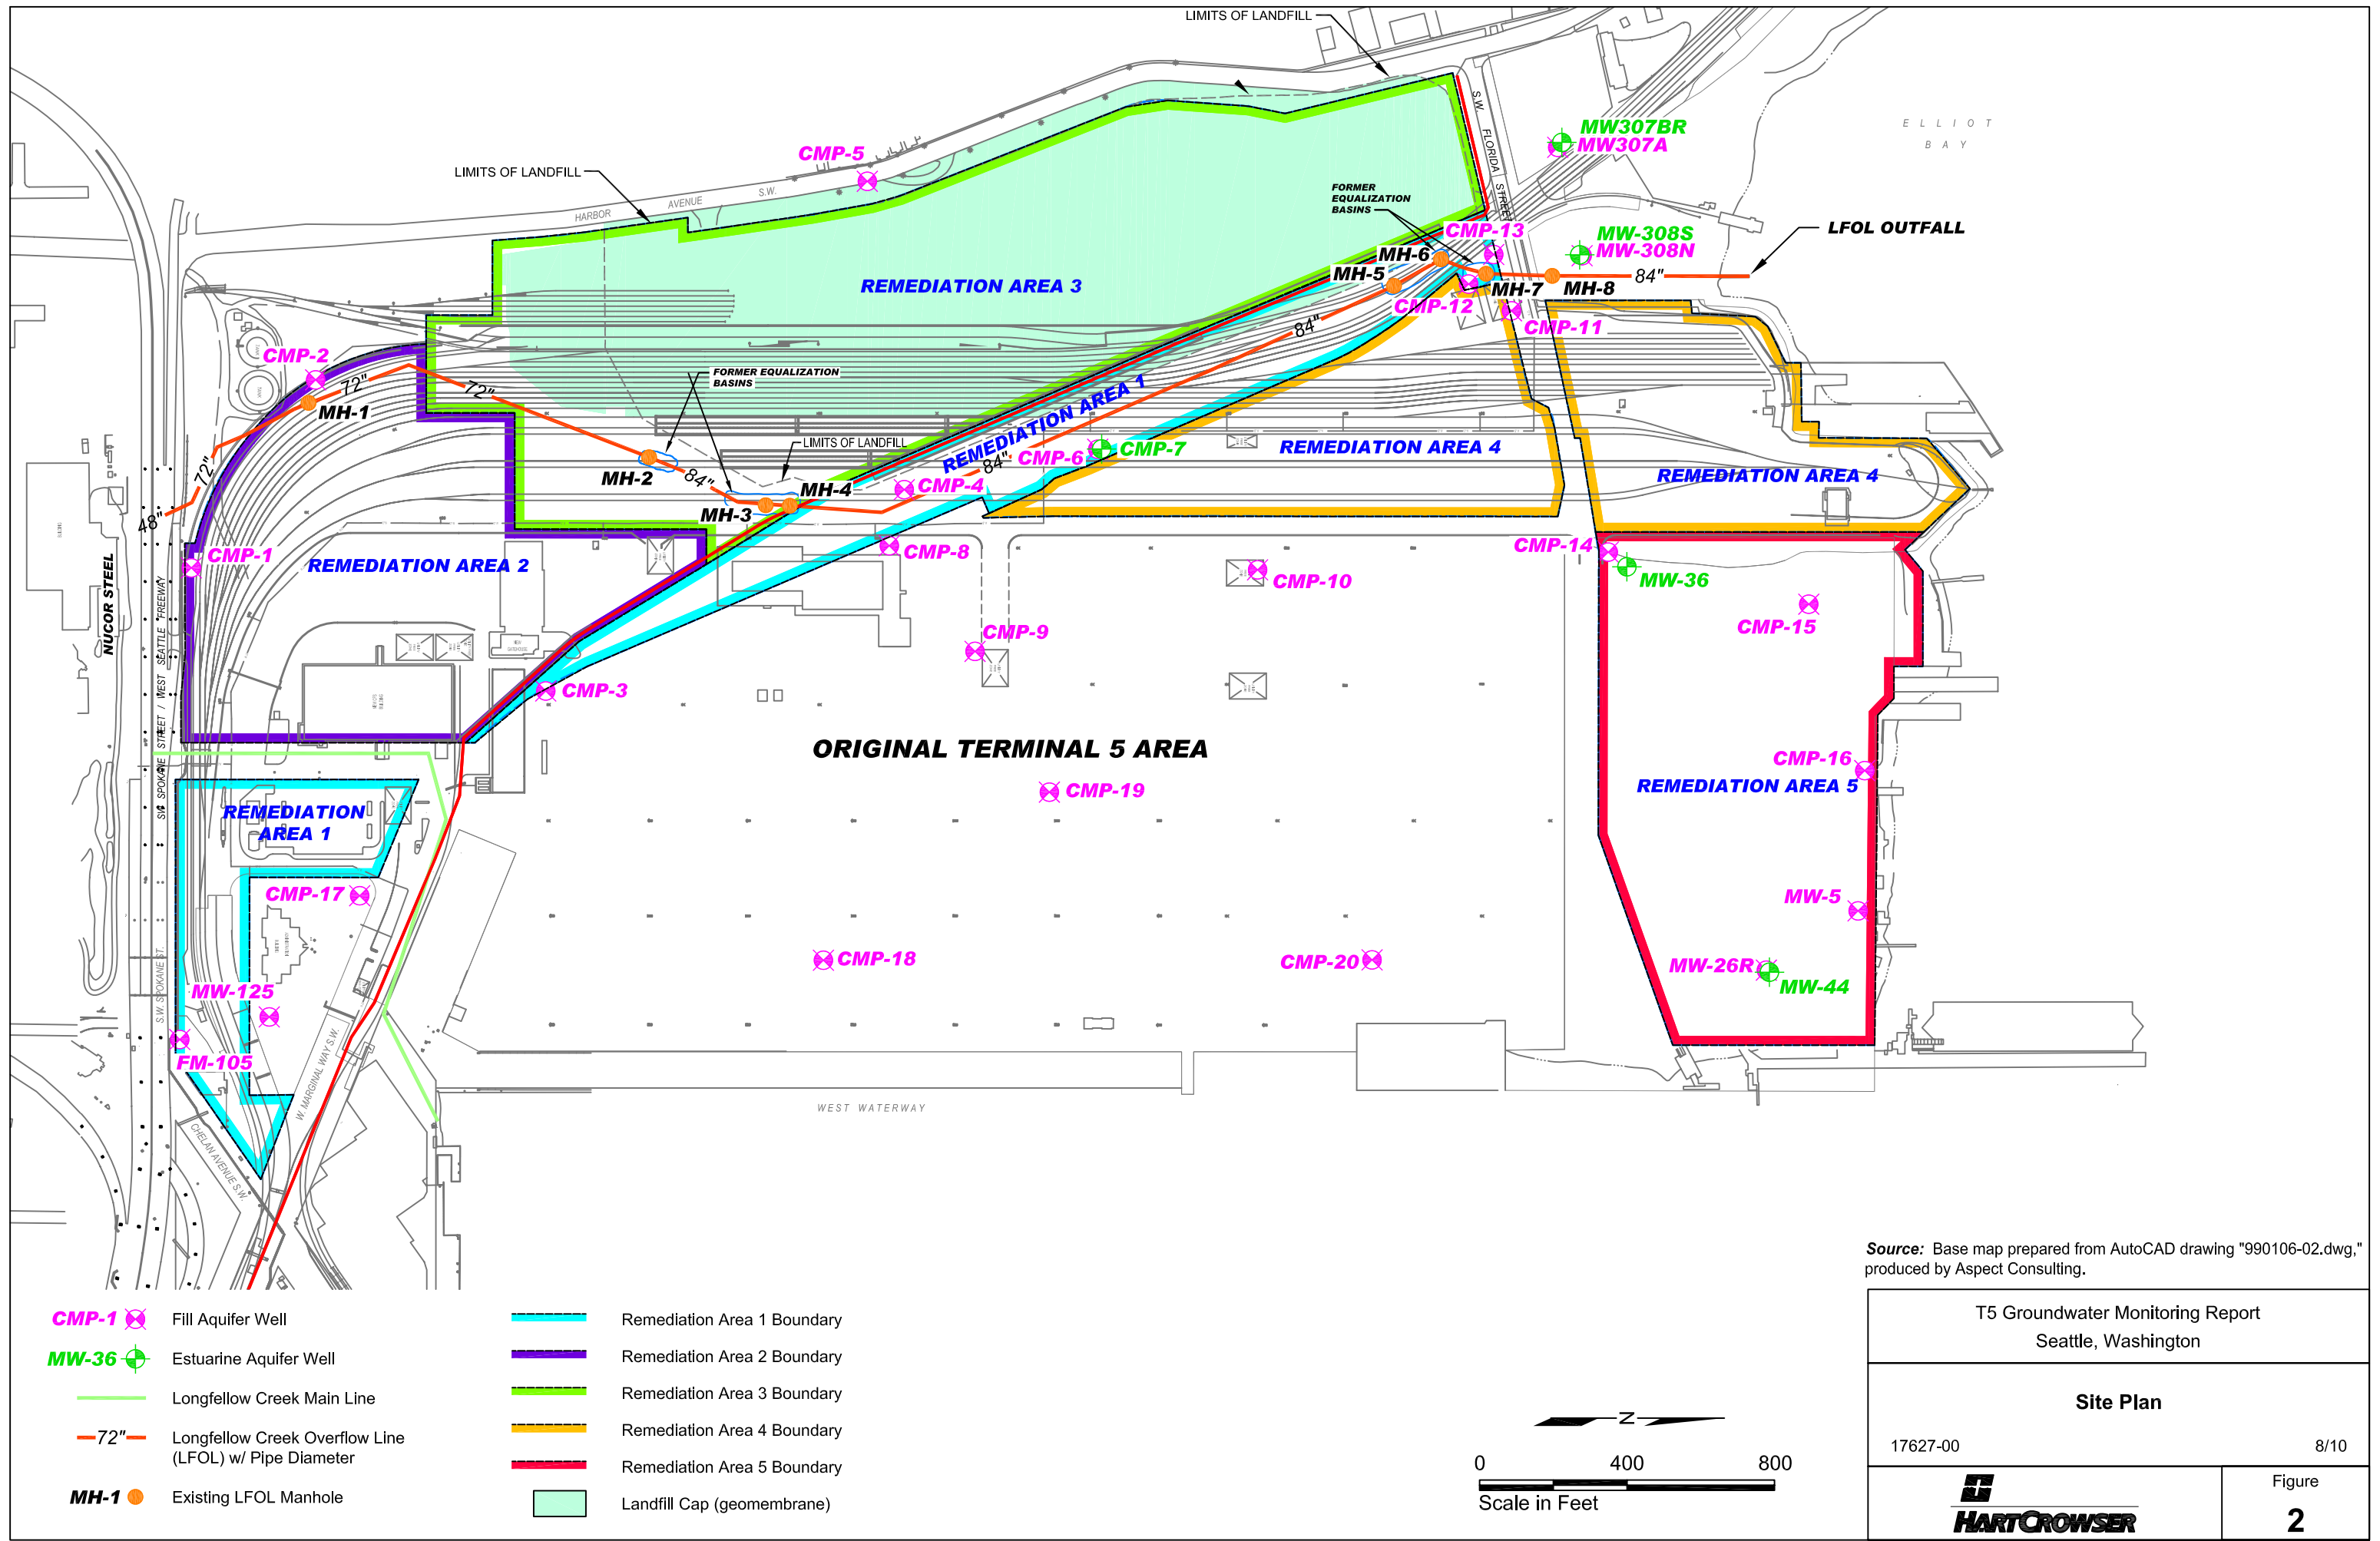 LIMITS OF LANDFILL
ELLIOT
BAY
S.W. FLORIDA STREET
MW307BR
MW307A
CMP-5
LIMITS OF LANDFILL
HARBOR AVENUE S.W.
FORMER
EQUALIZATION
BASINS
CMP-13
MW-308S
MW-308N
LFOL OUTFALL
MH-6
MH-5
84"
MH-7
MH-8
CMP-12
CMP-11
REMEDIATION AREA 3
84"
CMP-2
72"
MH-1
72"
FORMER EQUALIZATION
BASINS
REMEDIATION AREA 1
LIMITS OF LANDFILL
CMP-6
CMP-7
REMEDIATION AREA 4
REMEDIATION AREA 4
72"
MH-2
84"
84"
CMP-4
MH-4
MH-3
48"
CMP-1
NUCOR STEEL
REMEDIATION AREA 2
CMP-8
CMP-14
MW-36
CMP-10
CMP-15
CMP-9
SW SPOKANE STREET / WEST SEATTLE FREEWAY
CMP-3
ORIGINAL TERMINAL 5 AREA
CMP-16
REMEDIATION AREA 5
CMP-19
REMEDIATION
AREA 1
CMP-17
MW-5
CMP-18
CMP-20
MW-26R
MW-44
S.W. SPOKANE ST.
MW-125
FM-105
W. MARGINAL WAY S.W.
CHELAN AVENUE S.W.
WEST WATERWAY
Source: Base map prepared from AutoCAD drawing "990106-02.dwg,"
produced by Aspect Consulting.
CMP-1 Fill Aquifer Well
MW-36 Estuarine Aquifer Well
Longfellow Creek Main Line
72" Longfellow Creek Overflow Line
(LFOL) w/ Pipe Diameter
MH-1 Existing LFOL Manhole
Remediation Area 1 Boundary
Remediation Area 2 Boundary
Remediation Area 3 Boundary
Remediation Area 4 Boundary
Remediation Area 5 Boundary
Landfill Cap (geomembrane)
N
0 400 800
Scale in Feet
T5 Groundwater Monitoring Report
Seattle, Washington
Site Plan
17627-00 8/10
HARTCROWSER
Figure
2